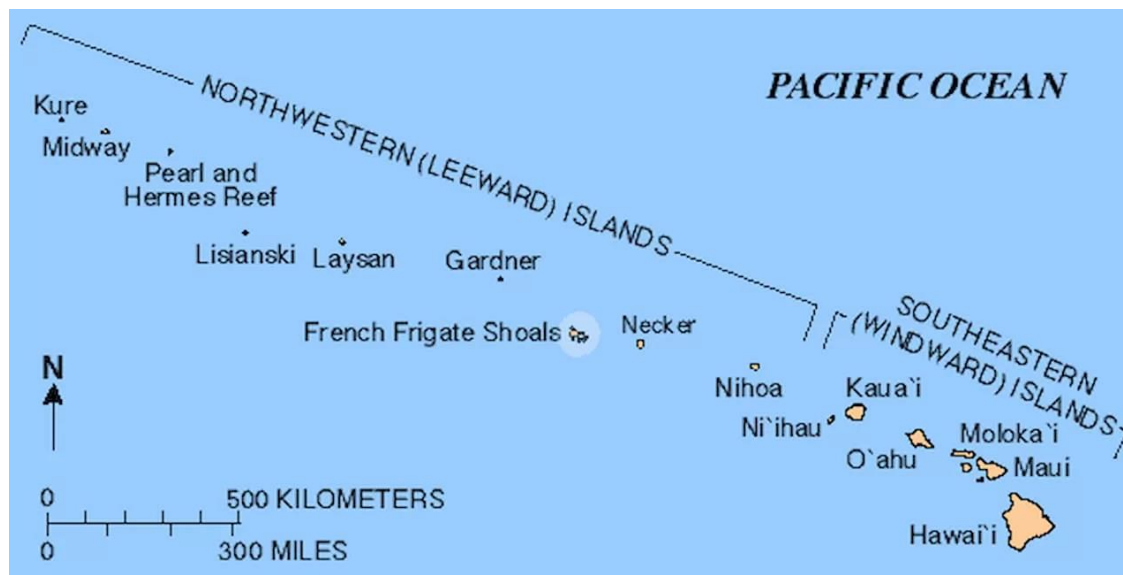 PACIFIC OCEAN
NORTHWESTERN (LEEWARD) ISLANDS
Kure
Midway
Pearl and
Hermes Reef
Lisianski
Laysan
Gardner
French Frigate Shoals
Necker
Nihoa
SOUTHEASTERN
(WINDWARD) ISLANDS
Kaua`i
Ni`ihau
O`ahu
Moloka`i
Maui
Hawai`i
N
0 500 KILOMETERS
0 300 MILES